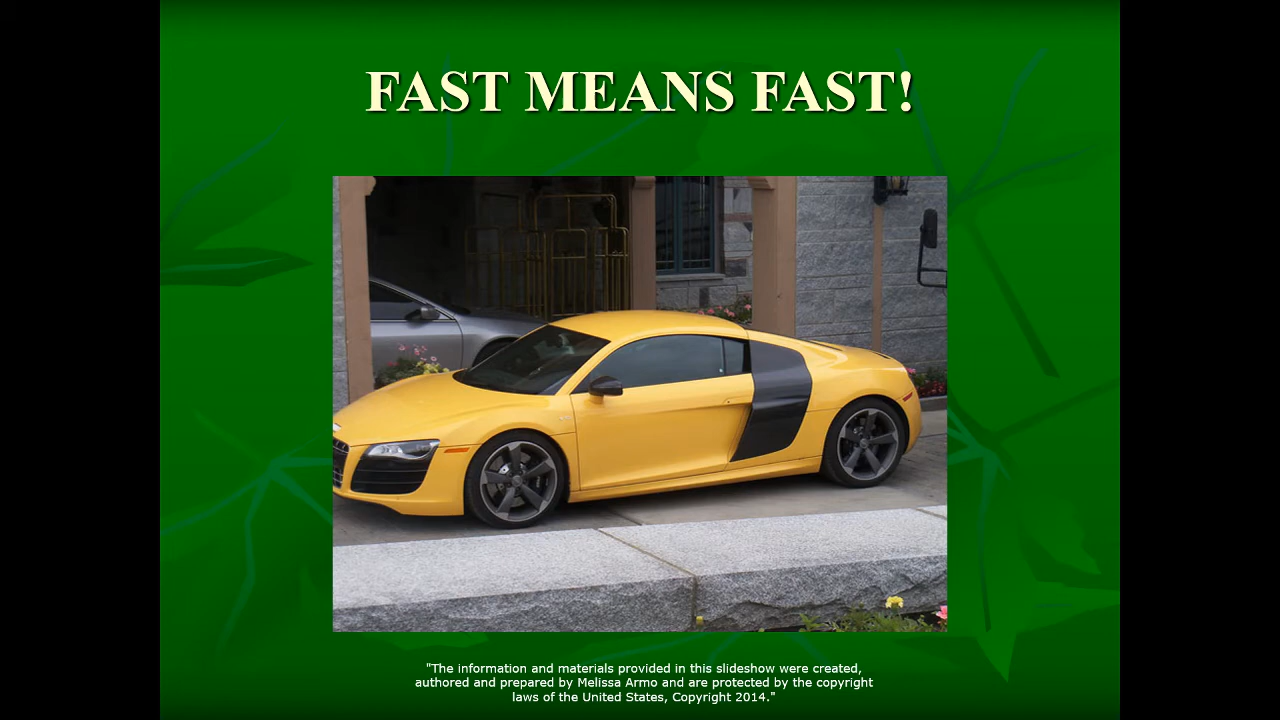 FAST MEANS FAST!
"The information and materials provided in this slideshow were created,
authored and prepared by Melissa Armo and are protected by the copyright
laws of the United States, Copyright 2014."